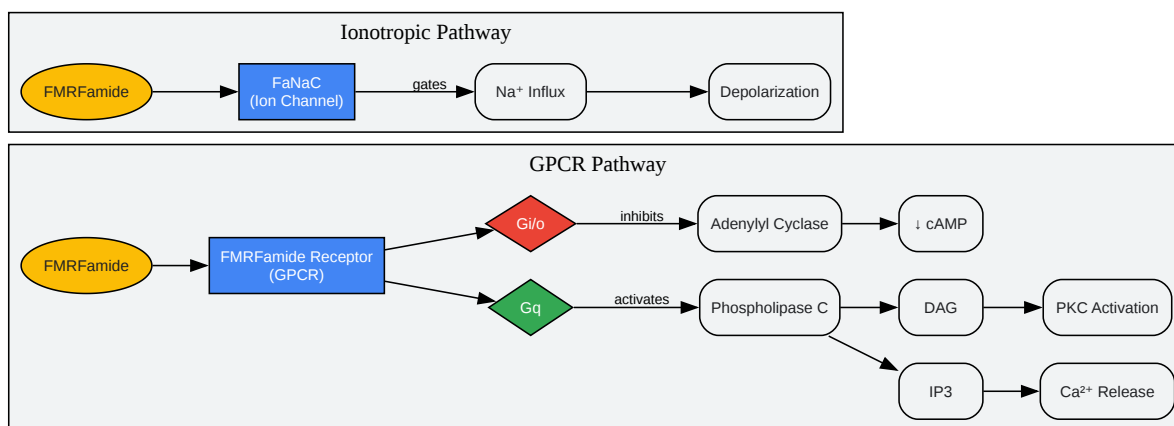 Ionotropic Pathway
FMRFamide
FaNaC
(Ion Channel)
gates
Na⁺ Influx
Depolarization
GPCR Pathway
FMRFamide
FMRFamide Receptor
(GPCR)
Gi/o
inhibits
Adenylyl Cyclase
↓ cAMP
Gq
activates
Phospholipase C
DAG
PKC Activation
IP3
Ca²⁺ Release